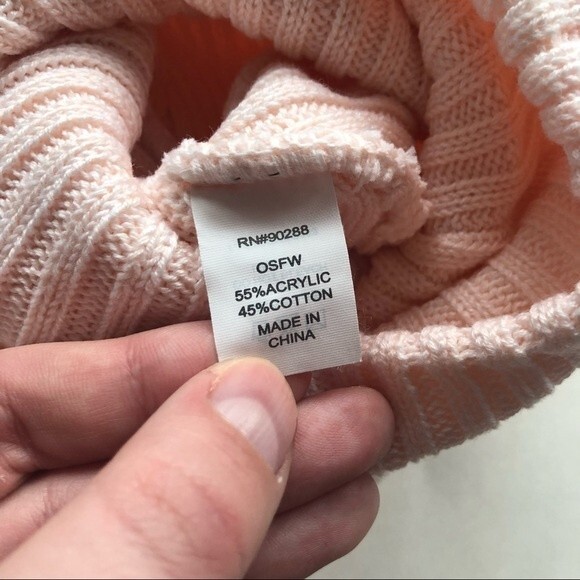 RN#90288
OSFW
55%ACRYLIC
45%COTTON
MADE IN
CHINA